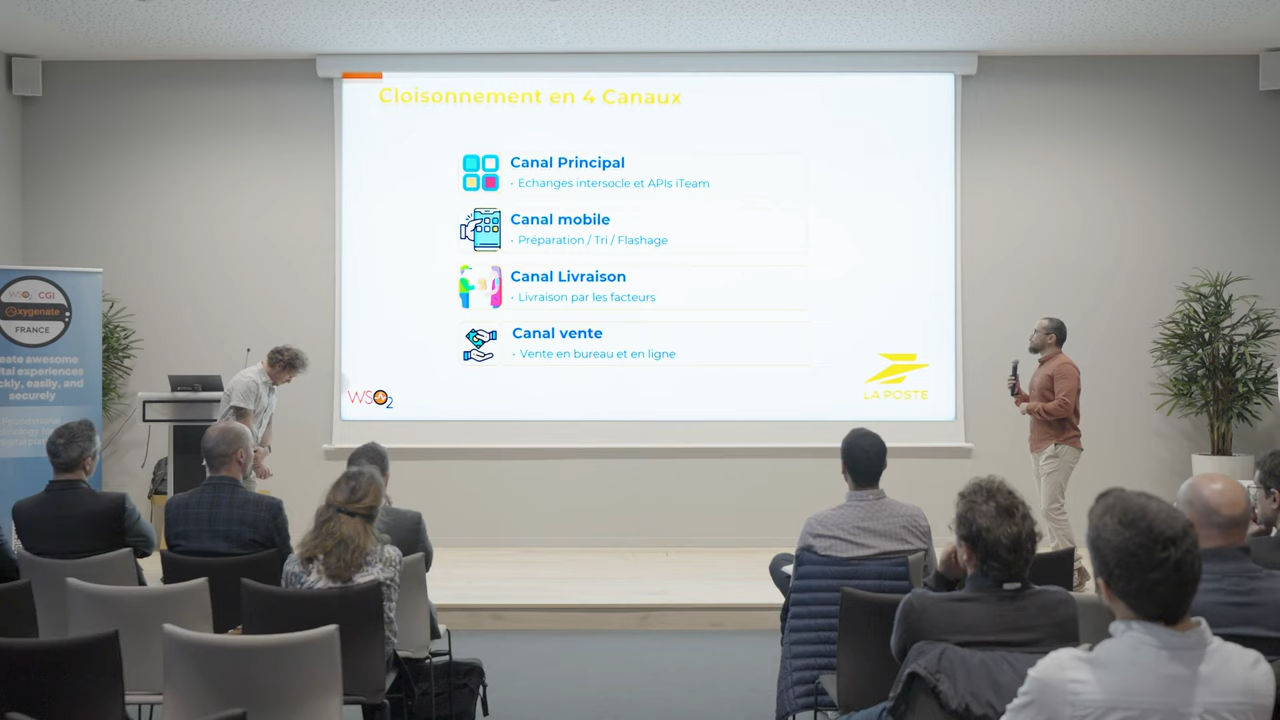 Cloisonnement en 4 Canaux
Canal Principal
• Echanges intersocle et APIs iTeam
Canal mobile
• Préparation / Tri / Flashage
Canal Livraison
• Livraison par les facteurs
Canal vente
• Vente en bureau et en ligne
WSO2
LA POSTE
WSO2 CGI
Oxygenate
FRANCE
eate awesome
ital experiences
ckly, easily, and
securely